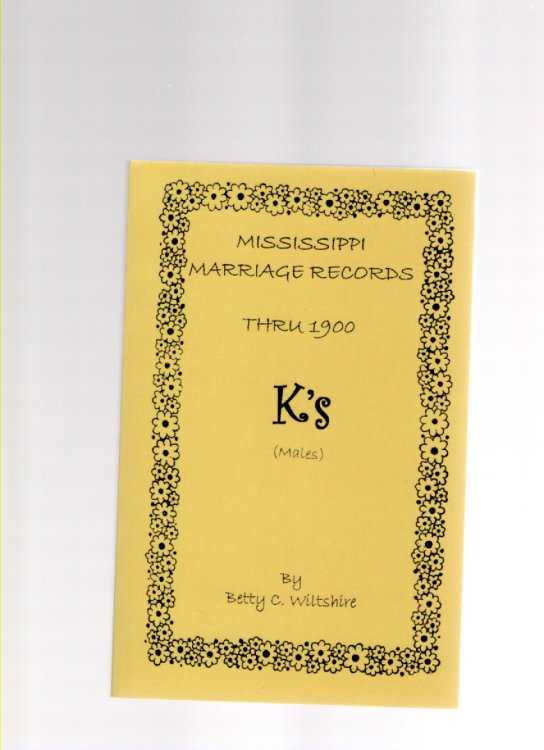 MISSISSIPPI
MARRIAGE RECORDS
THRU 1900
K's
(Males)
By
Betty C. Wiltshire